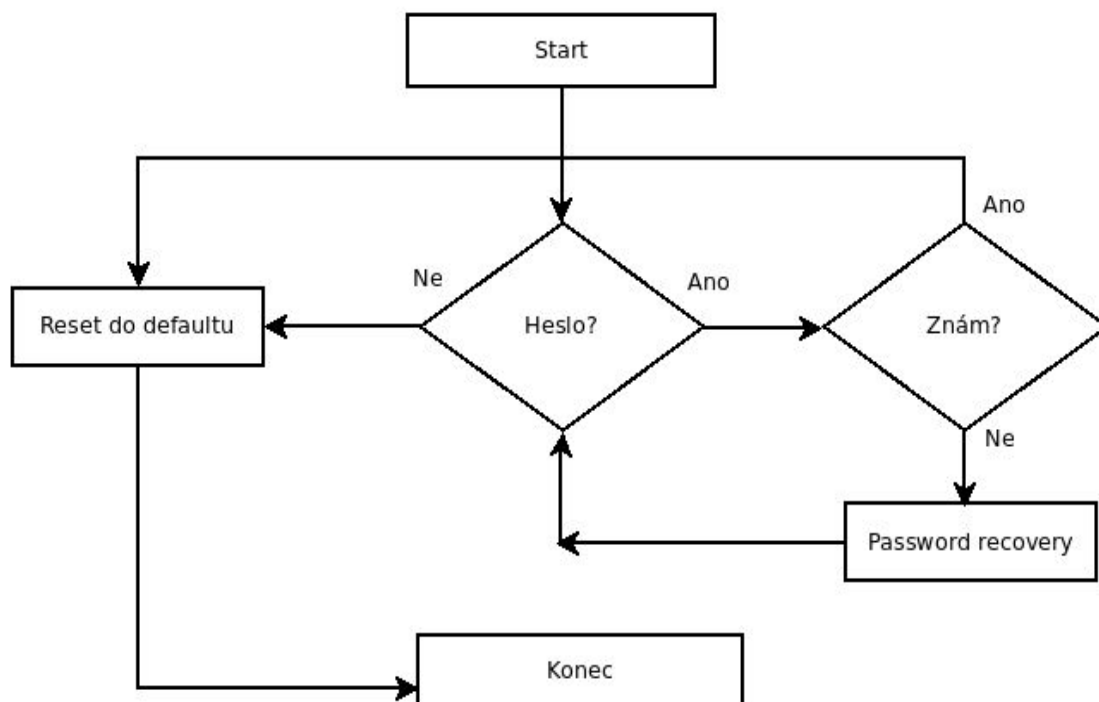 Start
Ano
Ne
Ano
Reset do defaultu
Heslo?
Znám?
Ne
Password recovery
Konec